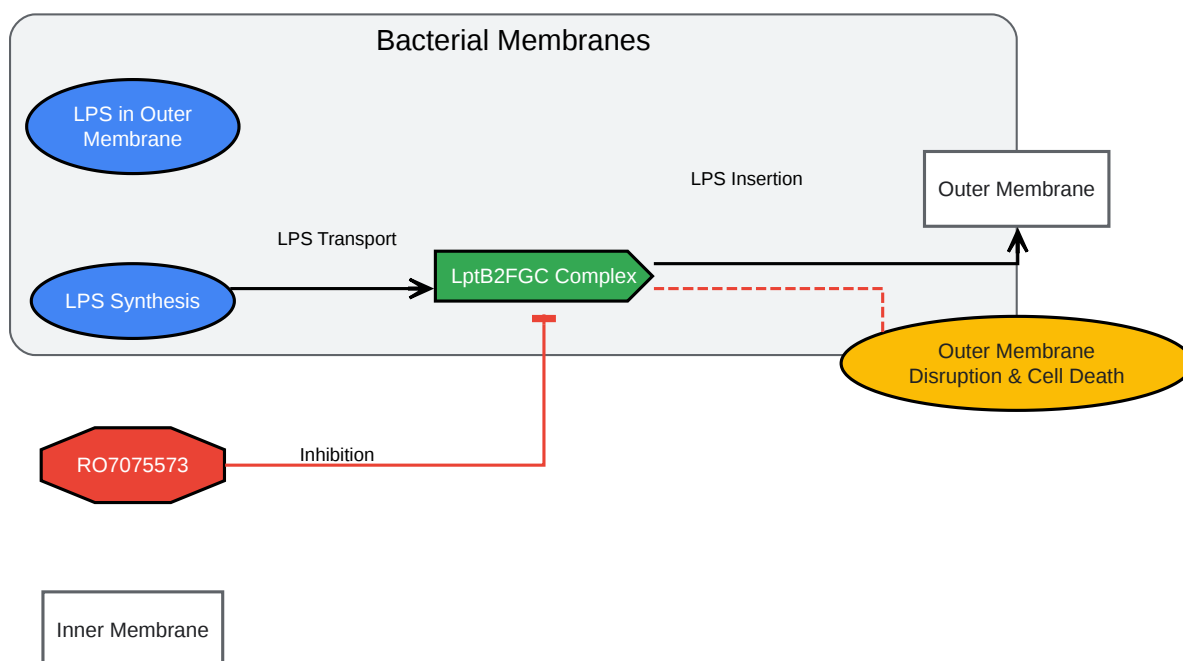 Bacterial Membranes
LPS in Outer
Membrane
LPS Insertion
Outer Membrane
LPS Transport
LptB2FGC Complex
LPS Synthesis
Outer Membrane
Disruption & Cell Death
RO7075573
Inhibition
Inner Membrane